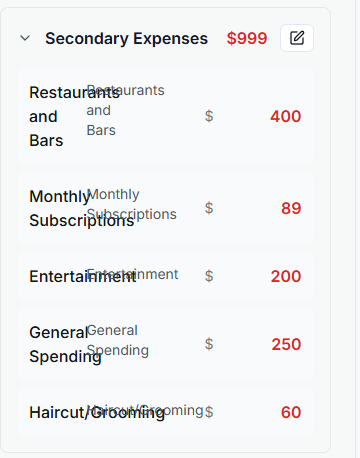 Secondary Expenses $999
Restaurants Restaurants
and and $ 400
Bars Bars
Monthly Monthly
Subscriptions Subscriptions $ 89
Entertainment Entertainment $ 200
General General
Spending Spending $ 250
Haircut/Grooming Haircut/Grooming $ 60